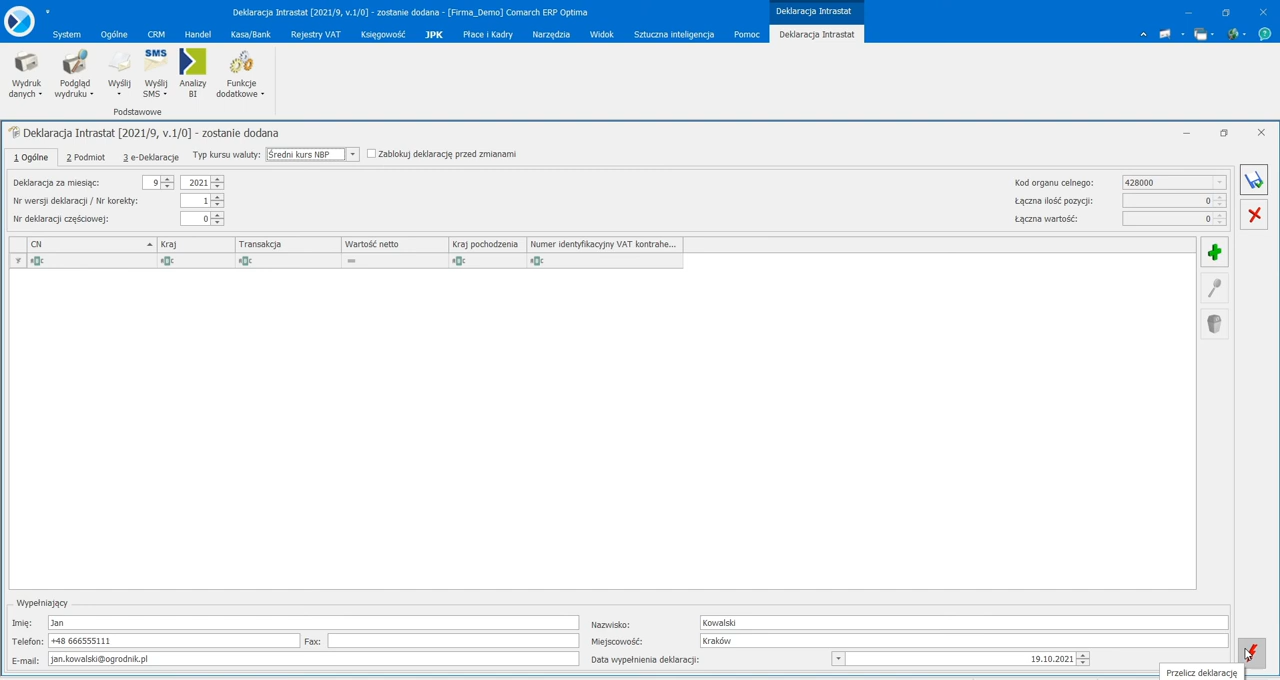 Deklaracja Intrastat [2021/9, v.1/0] - zostanie dodana - [Firma_Demo] Comarch ERP Optima
Deklaracja Intrastat
System Ogólne CRM Handel Kasa/Bank Rejestry VAT Księgowość JPK Płace i Kadry Narzędzia Widok Sztuczna inteligencja Pomoc Deklaracja Intrastat
SMS
Wydruk danych
Podgląd wydruku
Wyślij
Wyślij SMS
Analizy BI
Funkcje dodatkowe
Podstawowe
Deklaracja Intrastat [2021/9, v.1/0] - zostanie dodana
1 Ogólne 2 Podmiot 3 e-Deklaracje Typ kursu waluty: Średni kurs NBP Zablokuj deklarację przed zmianami
Deklaracja za miesiąc: 9 2021 Kod organu celnego: 428000
Nr wersji deklaracji / Nr korekty: 1 Łączna ilość pozycji: 0
Nr deklaracji częściowej: 0 Łączna wartość: 0
CN Kraj Transakcja Wartość netto Kraj pochodzenia Numer identyfikacyjny VAT kontrahe...
Wypełniający
Imię: Jan Nazwisko: Kowalski
Telefon: +48 666555111 Fax: Miejscowość: Kraków
E-mail: jan.kowalski@ogrodnik.pl Data wypełnienia deklaracji: 19.10.2021
Przelicz deklarację